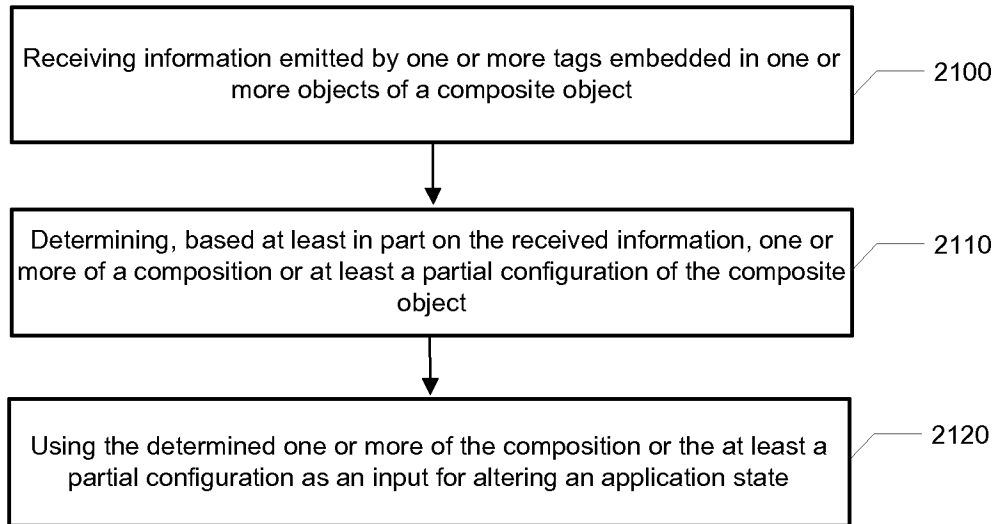 Receiving information emitted by one or more tags embedded in one or
more objects of a composite object
2100
Determining, based at least in part on the received information, one or
more of a composition or at least a partial configuration of the composite
object
2110
Using the determined one or more of the composition or the at least a
partial configuration as an input for altering an application state
2120